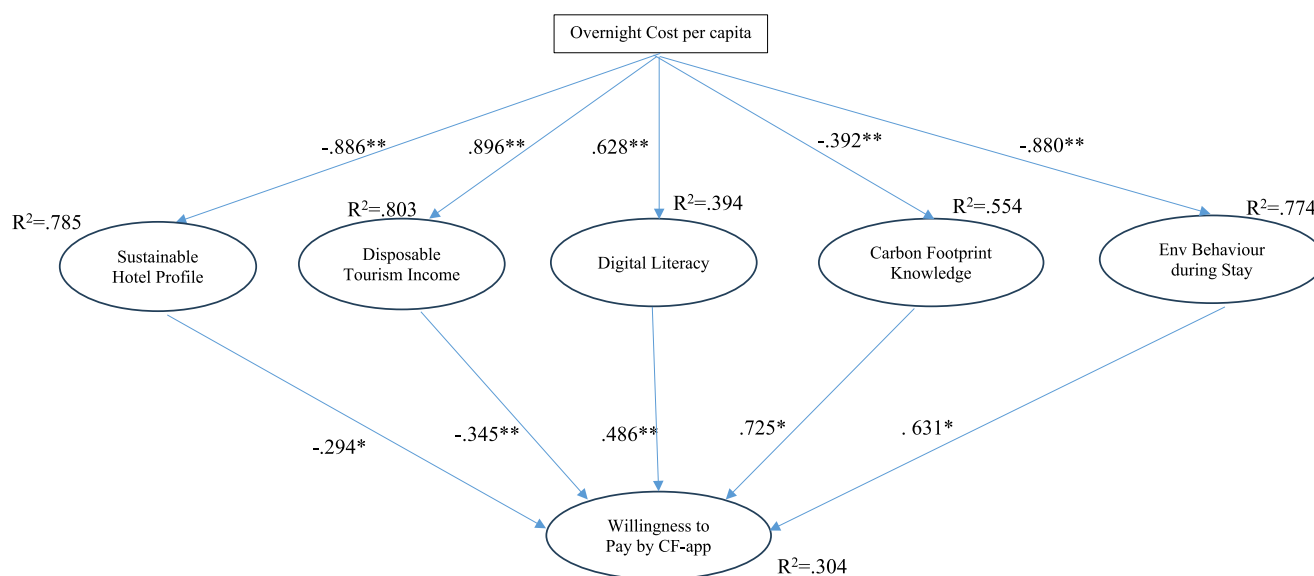 Overnight Cost per capita
-.886**
.896**
.628**
-.392**
-.880**
R²=.785
R²=.803
R²=.394
R²=.554
R²=.774
Sustainable
Hotel Profile
Disposable
Tourism Income
Digital Literacy
Carbon Footprint
Knowledge
Env Behaviour
during Stay
-.294*
-.345**
.486**
.725*
. 631*
Willingness to
Pay by CF-app
R²=.304